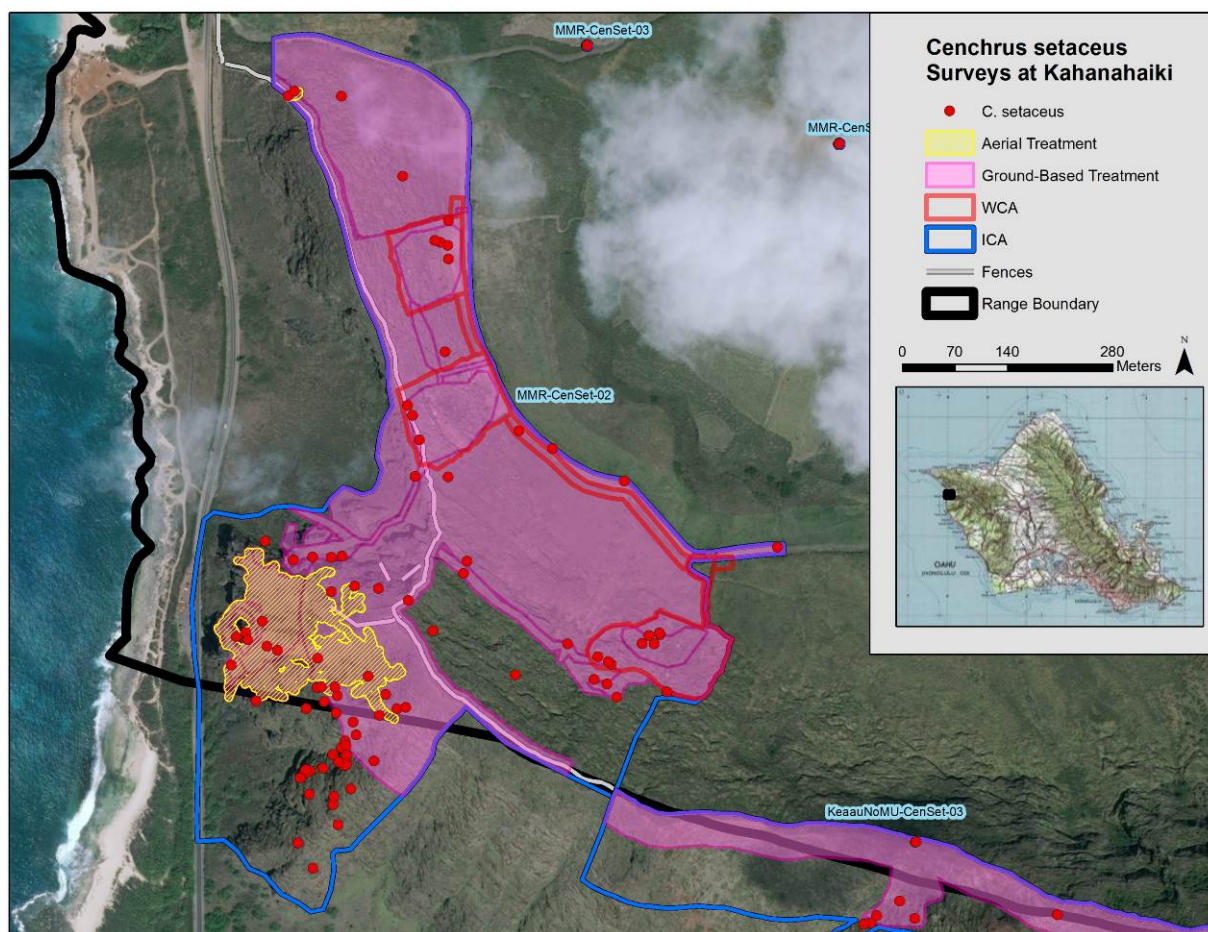 MMR-CenSet-03
MMR-CenS
MMR-CenSet-02
KeaauNoMU-CenSet-03
Cenchrus setaceus
Surveys at Kahanahaiki
C. setaceus
Aerial Treatment
Ground-Based Treatment
WCA
ICA
Fences
Range Boundary
N
0 70 140 280
Meters
OAHU